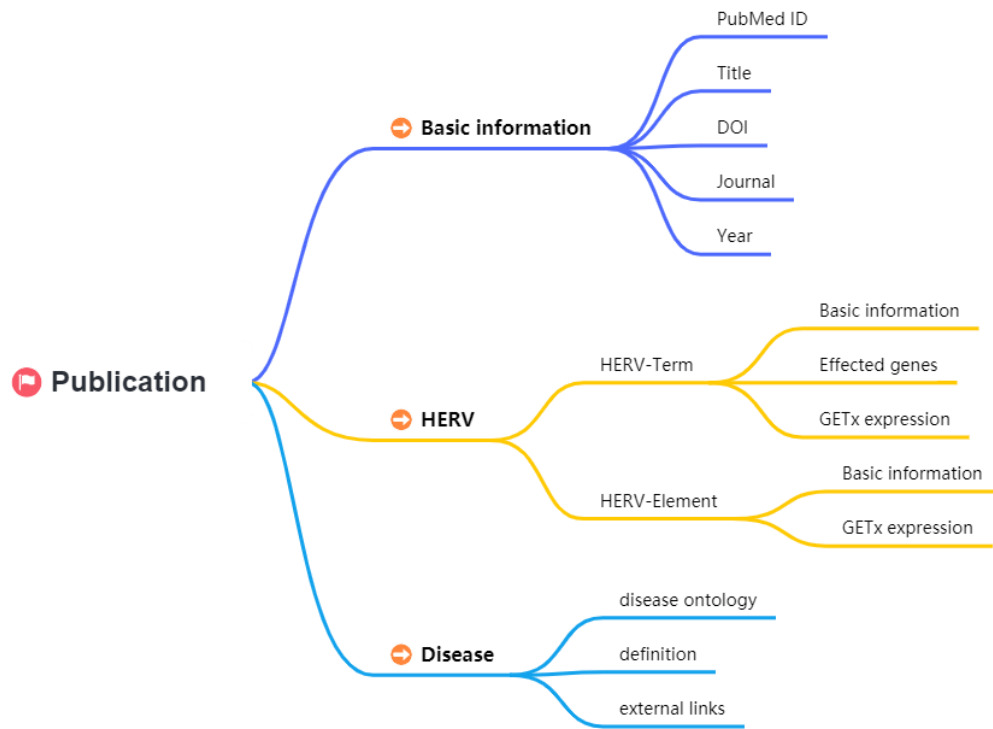 Publication
Basic information
PubMed ID
Title
DOI
Journal
Year
HERV
HERV-Term
Basic information
Effected genes
GETx expression
HERV-Element
Basic information
GETx expression
Disease
disease ontology
definition
external links